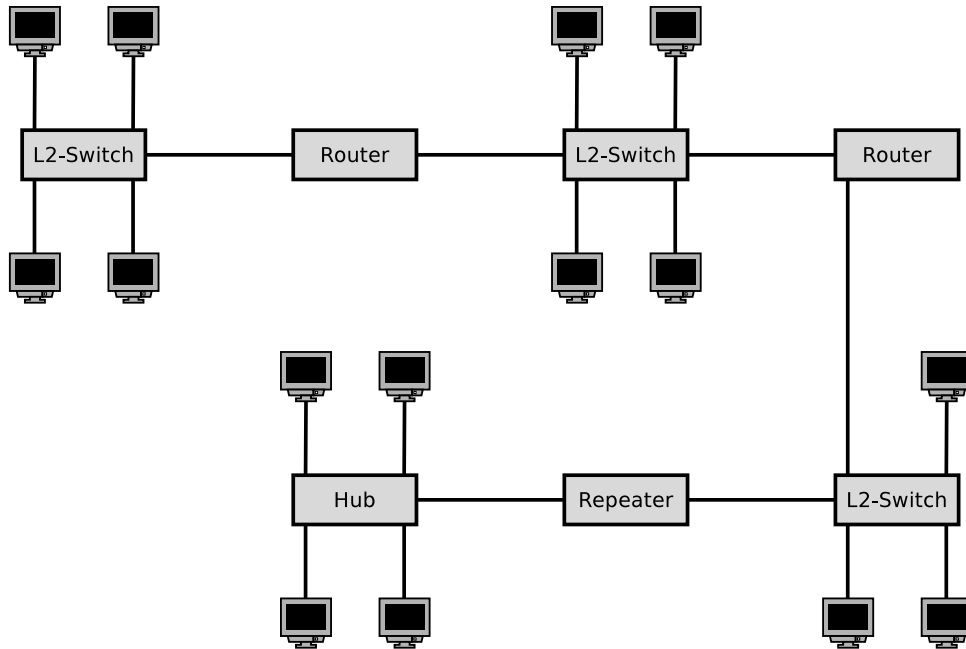 L2-Switch
Router
L2-Switch
Router
Hub
Repeater
L2-Switch